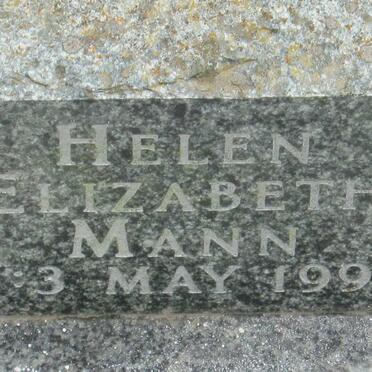 HELEN
ELIZABETH
MANN
3 MAY 199